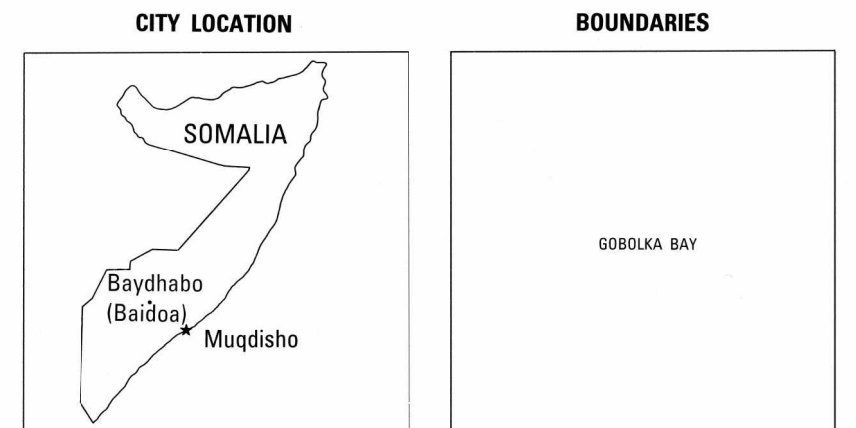 CITY LOCATION
SOMALIA
Baydhabo
(Baidoa)
Muqdisho
BOUNDARIES
GOBOLKA BAY